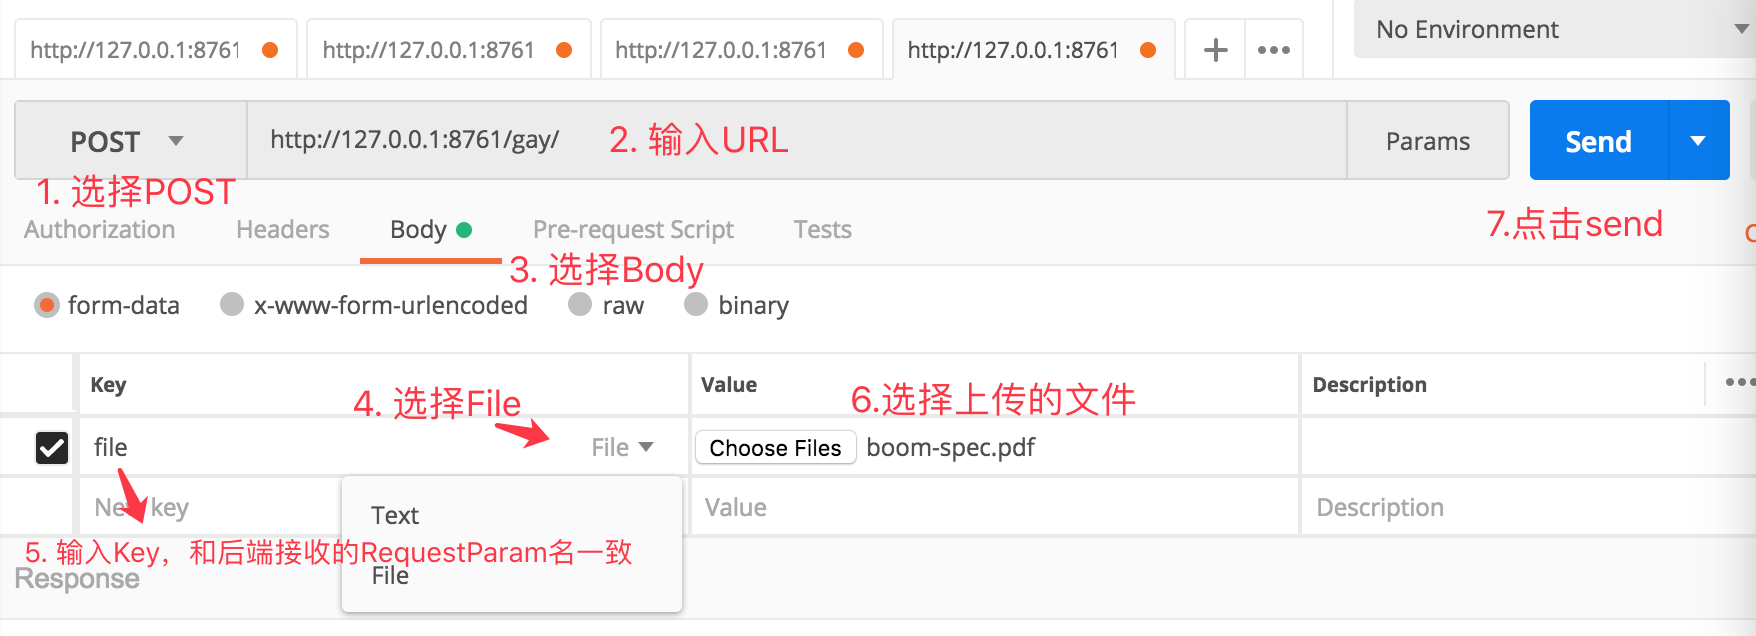 http://127.0.0.1:8761 http://127.0.0.1:8761 http://127.0.0.1:8761 http://127.0.0.1:8761 No Environment
POST http://127.0.0.1:8761/gay/ 2. 输入URL Params Send
1. 选择POST
Authorization Headers Body Pre-request Script Tests 7.点击send
3. 选择Body
form-data x-www-form-urlencoded raw binary
Key Value Description
4. 选择File 6.选择上传的文件
file File Choose Files boom-spec.pdf
New key Value Description
Text
5. 输入Key，和后端接收的RequestParam名一致
Response File